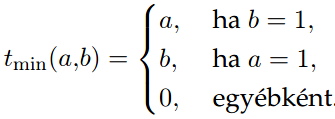 a, ha b = 1,
t_min(a,b) = { b, ha a = 1,
0, egyébként.